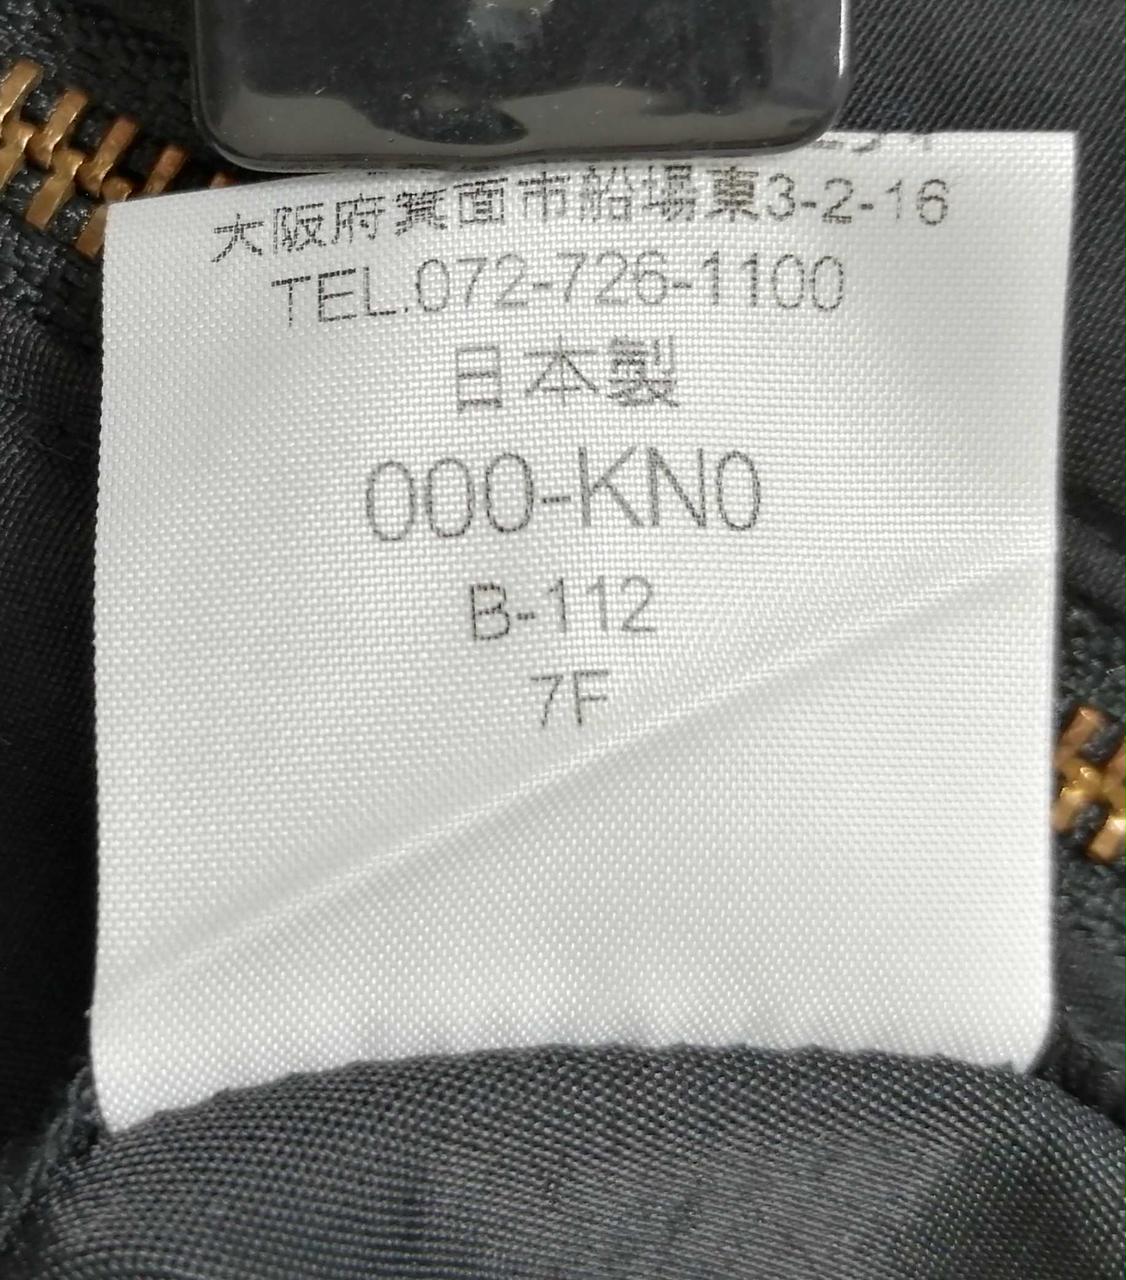 大阪府箕面市船場東3-2-16
TEL.072-726-1100
日本製
000-KN0
B-112
7F